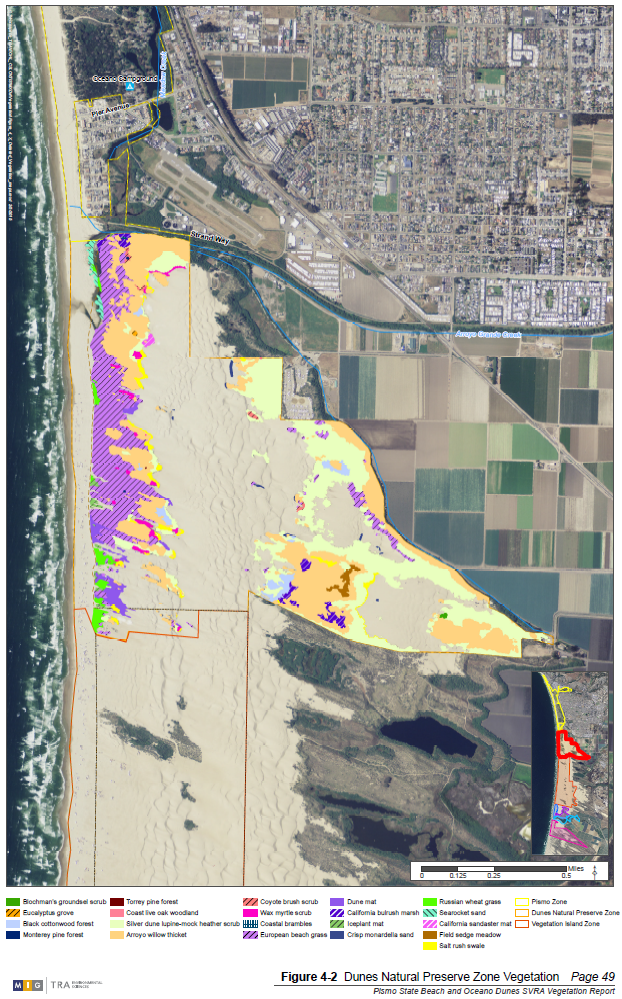 Oceano Campground
Meadow Creek
Pier Avenue
Strand Way
Arroyo Grande Creek
Miles
0 0.125 0.25 0.5
Blochman's groundsel scrub
Eucalyptus grove
Black cottonwood forest
Monterey pine forest
Torrey pine forest
Coast live oak woodland
Silver dune lupine-mock heather scrub
Arroyo willow thicket
Coyote brush scrub
Wax myrtle scrub
Coastal brambles
European beach grass
Dune mat
California bulrush marsh
Iceplant mat
Crisp monardella sand
Russian wheat grass
Searocket sand
California sandaster mat
Field sedge meadow
Salt rush swale
Pismo Zone
Dunes Natural Preserve Zone
Vegetation Island Zone
MIG TRA ENVIRONMENTAL SCIENCES
Figure 4-2 Dunes Natural Preserve Zone Vegetation Page 49
Pismo State Beach and Oceano Dunes SVRA Vegetation Report